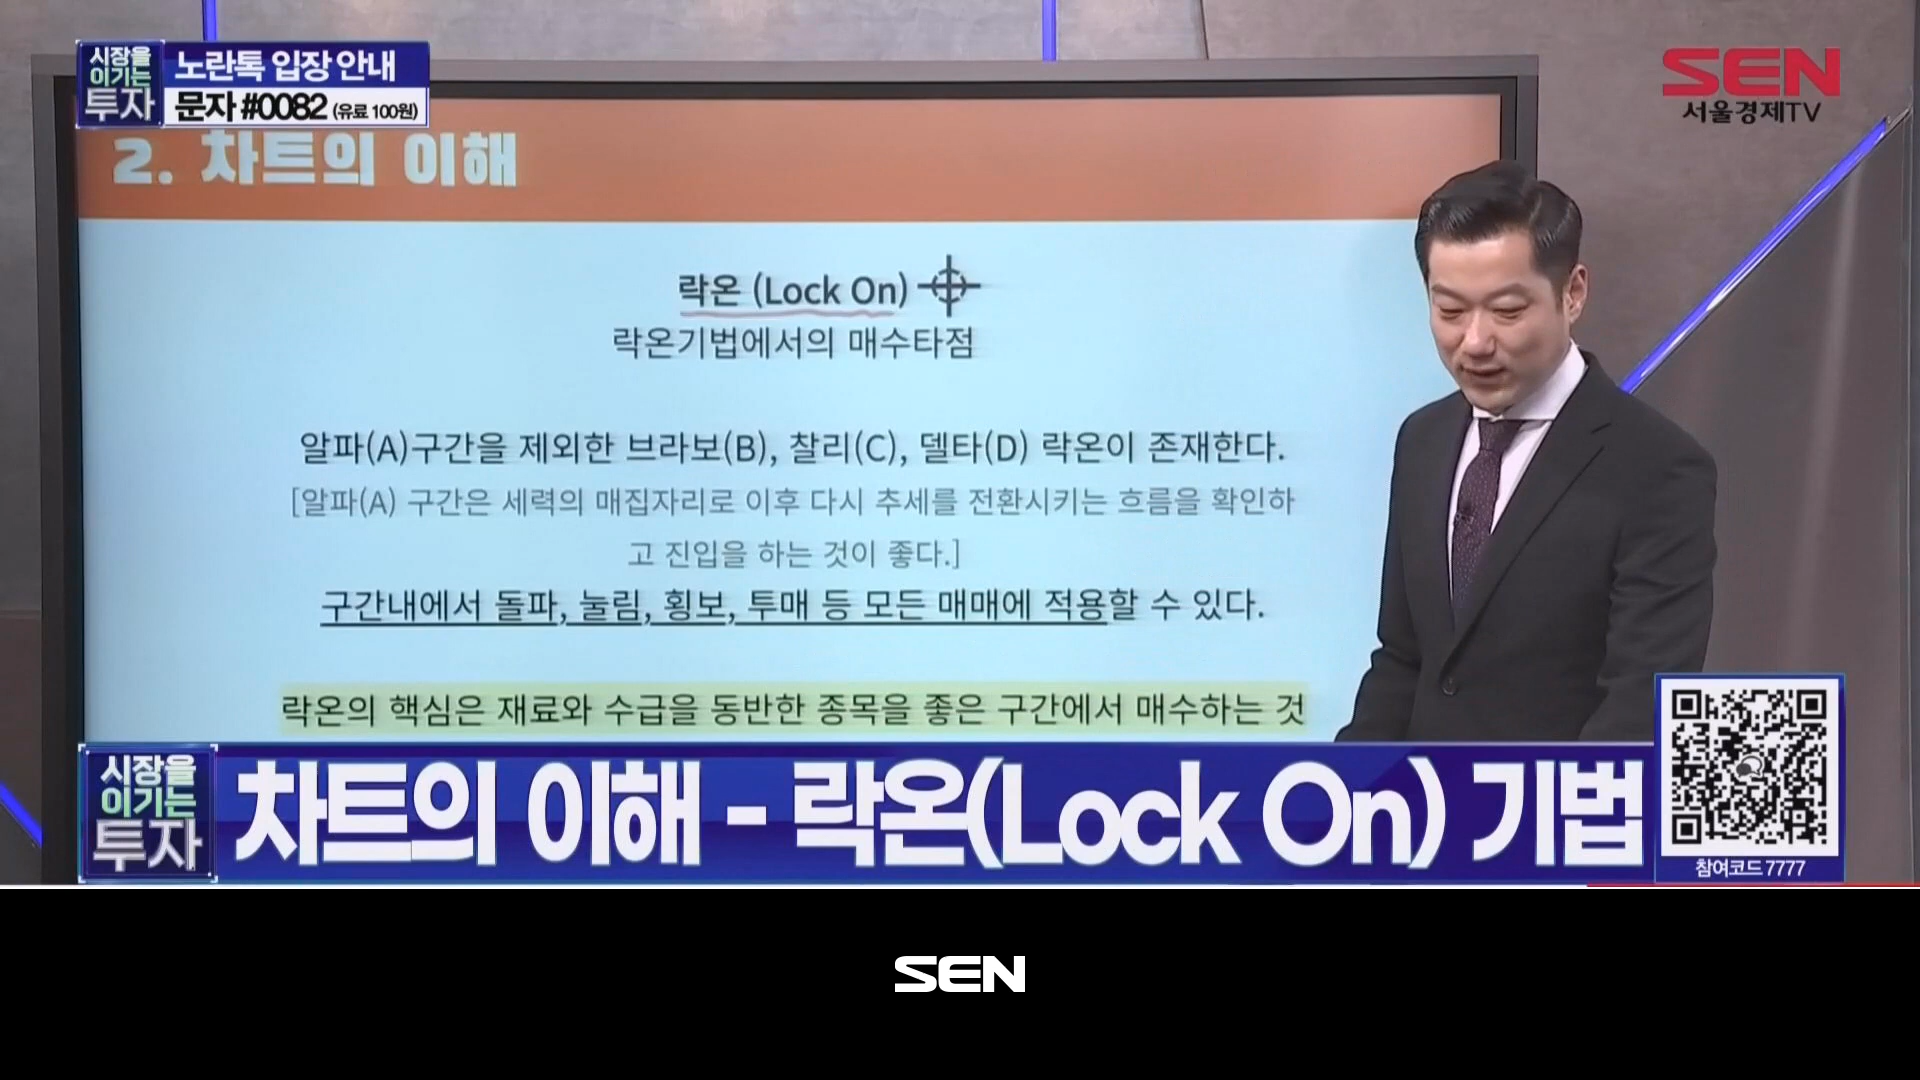 시장을
이기는
투자
노란톡 입장 안내
문자 #0082 (유료 100원)
SEN
서울경제TV
2. 차트의 이해
락온 (Lock On)
락온기법에서의 매수타점
알파(A)구간을 제외한 브라보(B), 찰리(C), 델타(D) 락온이 존재한다.
[알파(A) 구간은 세력의 매집자리로 이후 다시 추세를 전환시키는 흐름을 확인하
고 진입을 하는 것이 좋다.]
구간내에서 돌파, 눌림, 횡보, 투매 등 모든 매매에 적용할 수 있다.
락온의 핵심은 재료와 수급을 동반한 종목을 좋은 구간에서 매수하는 것
시장을
이기는
투자
차트의 이해 - 락온(Lock On) 기법
참여코드 7777
SEN